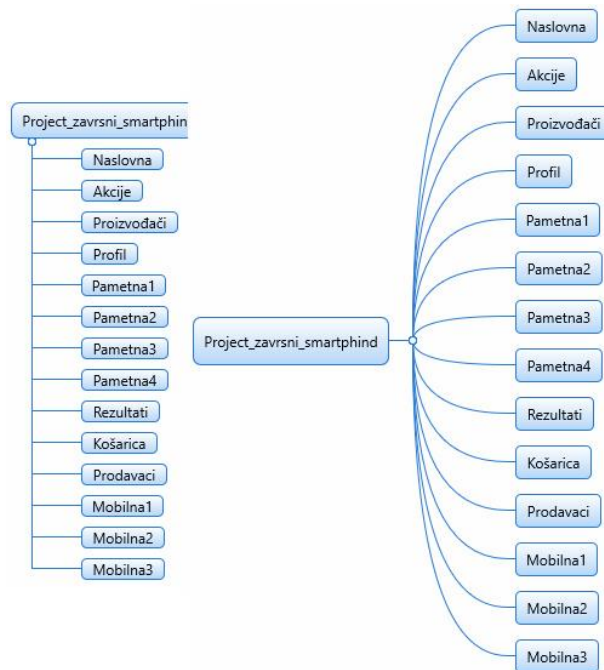 Project_zavrsni_smartphin
Naslovna
Akcije
Proizvođači
Profil
Pametna1
Pametna2
Pametna3
Pametna4
Rezultati
Košarica
Prodavaci
Mobilna1
Mobilna2
Mobilna3
Project_zavrsni_smartphind
Naslovna
Akcije
Proizvođači
Profil
Pametna1
Pametna2
Pametna3
Pametna4
Rezultati
Košarica
Prodavaci
Mobilna1
Mobilna2
Mobilna3